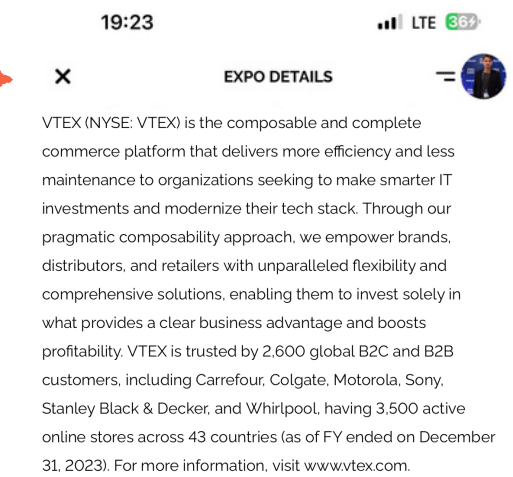 19:23
LTE 36
EXPO DETAILS
VTEX (NYSE: VTEX) is the composable and complete
commerce platform that delivers more efficiency and less
maintenance to organizations seeking to make smarter IT
investments and modernize their tech stack. Through our
pragmatic composability approach, we empower brands,
distributors, and retailers with unparalleled flexibility and
comprehensive solutions, enabling them to invest solely in
what provides a clear business advantage and boosts
profitability. VTEX is trusted by 2,600 global B2C and B2B
customers, including Carrefour, Colgate, Motorola, Sony,
Stanley Black & Decker, and Whirlpool, having 3,500 active
online stores across 43 countries (as of FY ended on December
31, 2023). For more information, visit www.vtex.com.